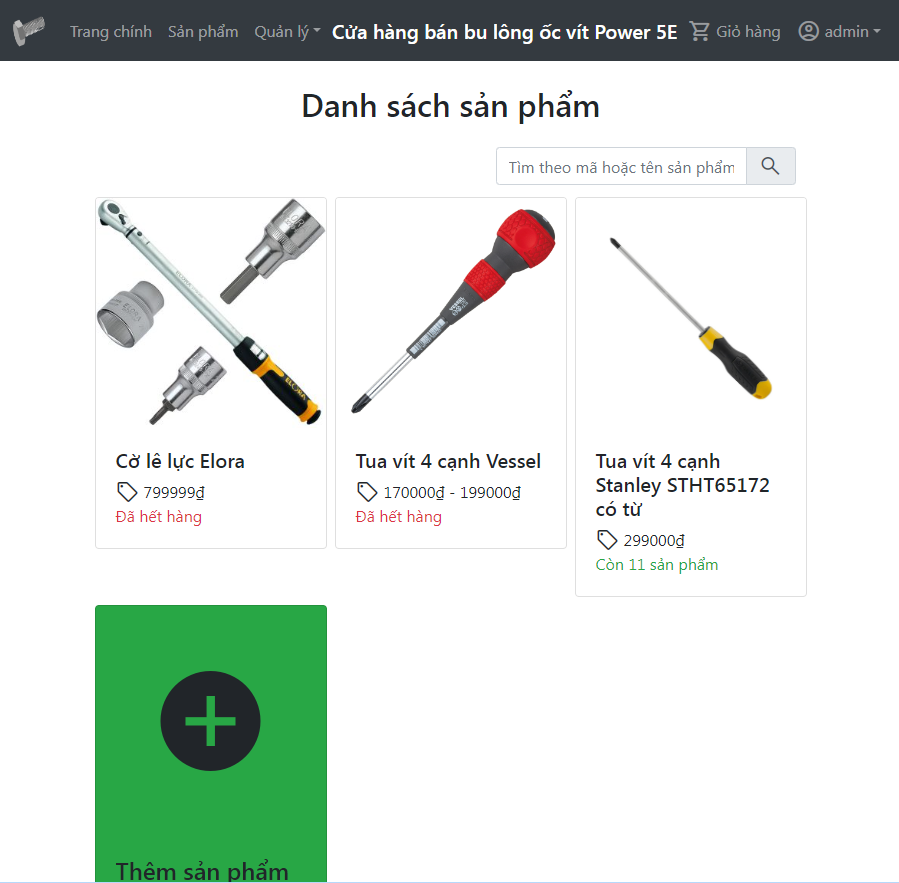 Trang chính Sản phẩm Quản lý Cửa hàng bán bu lông ốc vít Power 5E Giỏ hàng admin
Danh sách sản phẩm
Tìm theo mã hoặc tên sản phẩm
Cờ lê lực Elora
799999₫
Đã hết hàng
Tua vít 4 cạnh Vessel
170000₫ - 199000₫
Đã hết hàng
Tua vít 4 cạnh
Stanley STHT65172
có từ
299000₫
Còn 11 sản phẩm
Thêm sản phẩm